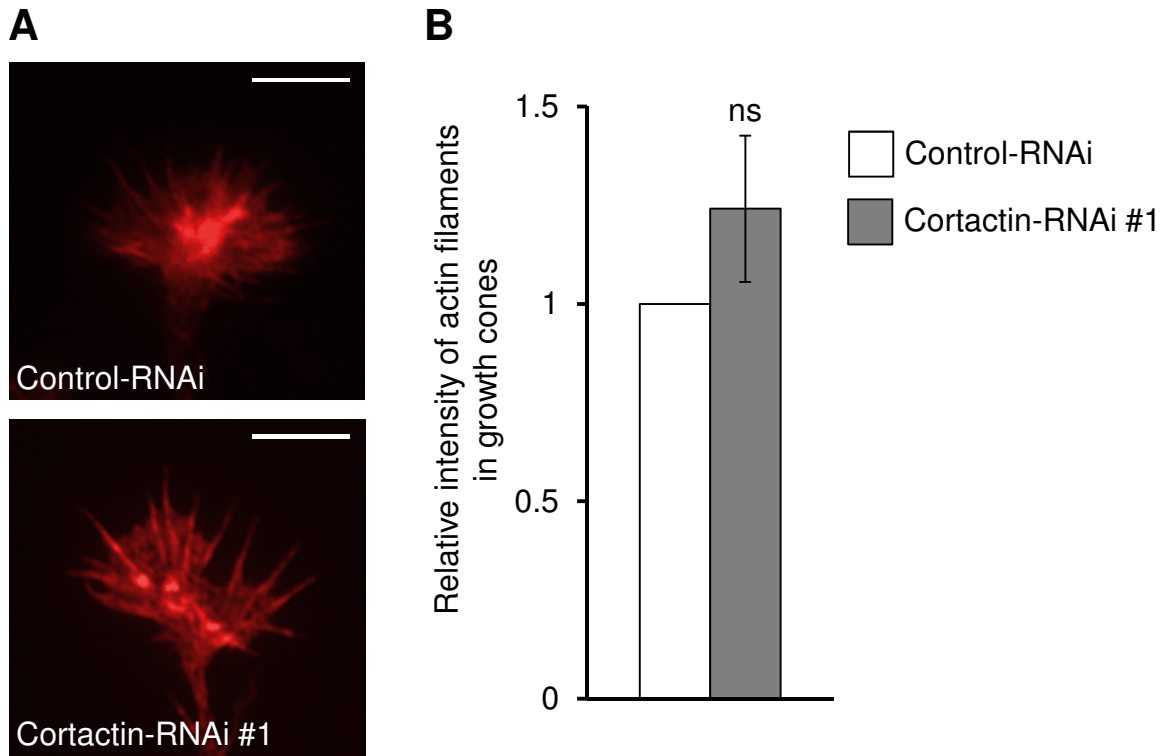 A
Control-RNAi
Cortactin-RNAi #1
B
Relative intensity of actin filaments
in growth cones
1.5
1
0.5
0
ns
Control-RNAi
Cortactin-RNAi #1